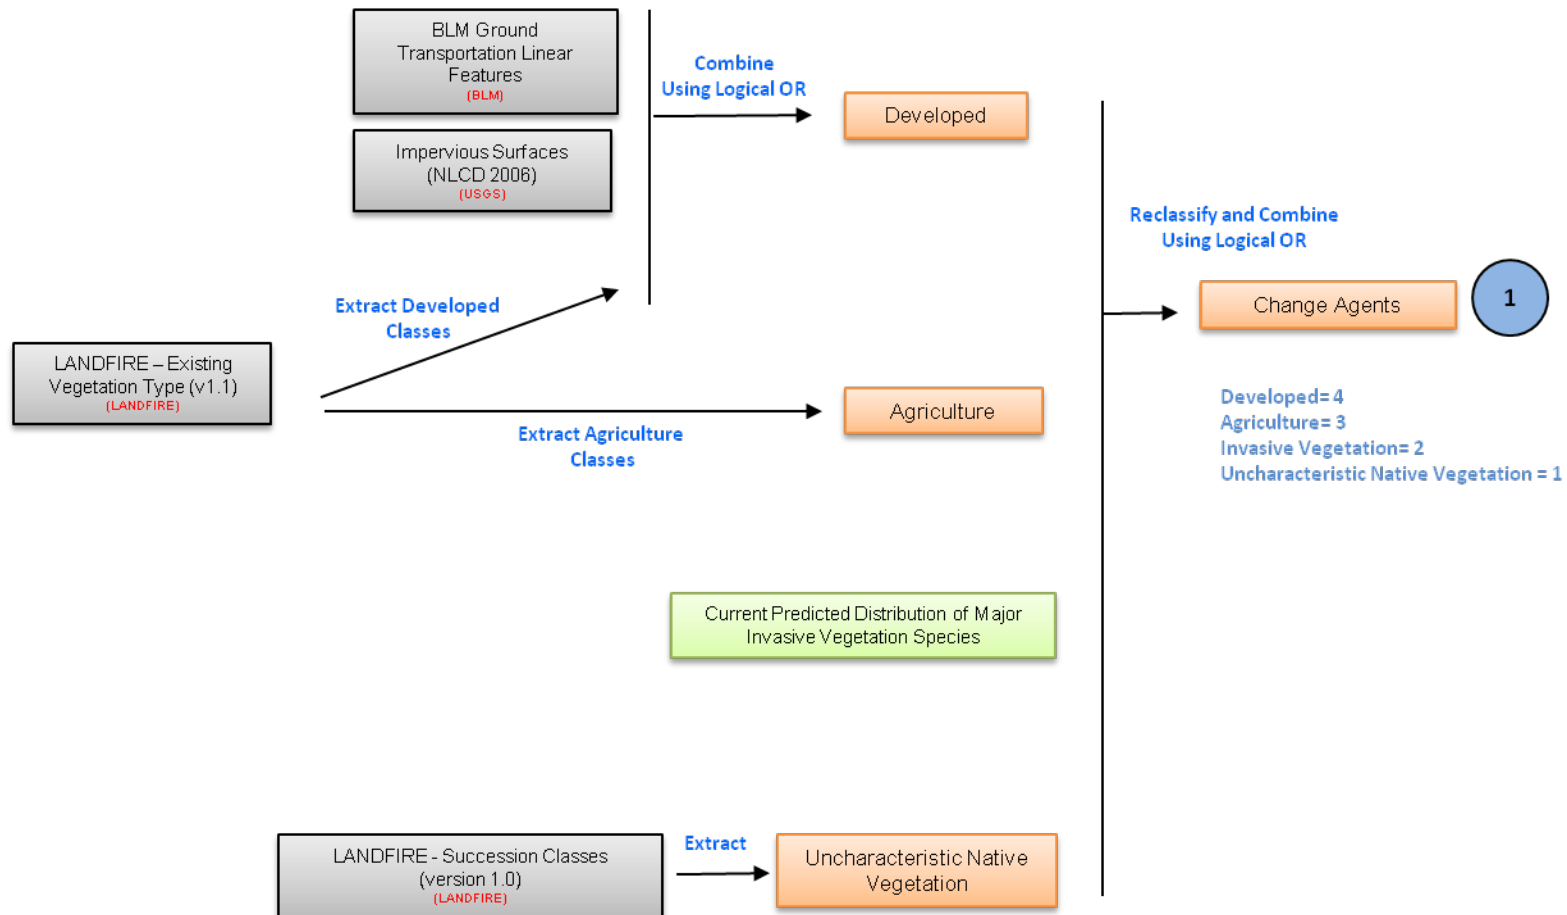 BLM Ground
Transportation Linear
Features
(BLM)
Combine
Using Logical OR
Developed
Impervious Surfaces
(NLCD 2006)
(USGS)
Reclassify and Combine
Using Logical OR
Change Agents
1
Extract Developed
Classes
LANDFIRE – Existing
Vegetation Type (v1.1)
(LANDFIRE)
Agriculture
Extract Agriculture
Classes
Developed= 4
Agriculture= 3
Invasive Vegetation= 2
Uncharacteristic Native Vegetation = 1
Current Predicted Distribution of Major
Invasive Vegetation Species
LANDFIRE - Succession Classes
(version 1.0)
(LANDFIRE)
Extract
Uncharacteristic Native
Vegetation